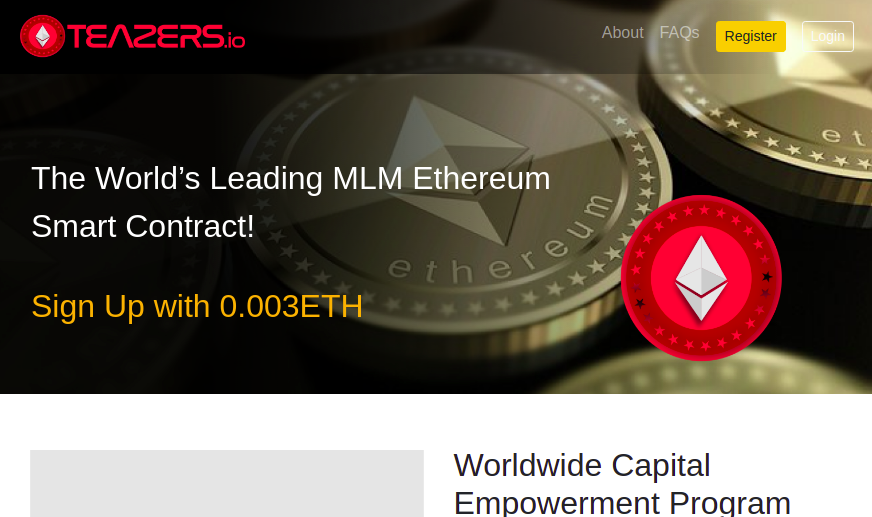 TEAZERS.io
About FAQs Register Login
The World’s Leading MLM Ethereum
Smart Contract!
Sign Up with 0.003ETH
ethereum
eth
Worldwide Capital
Empowerment Program